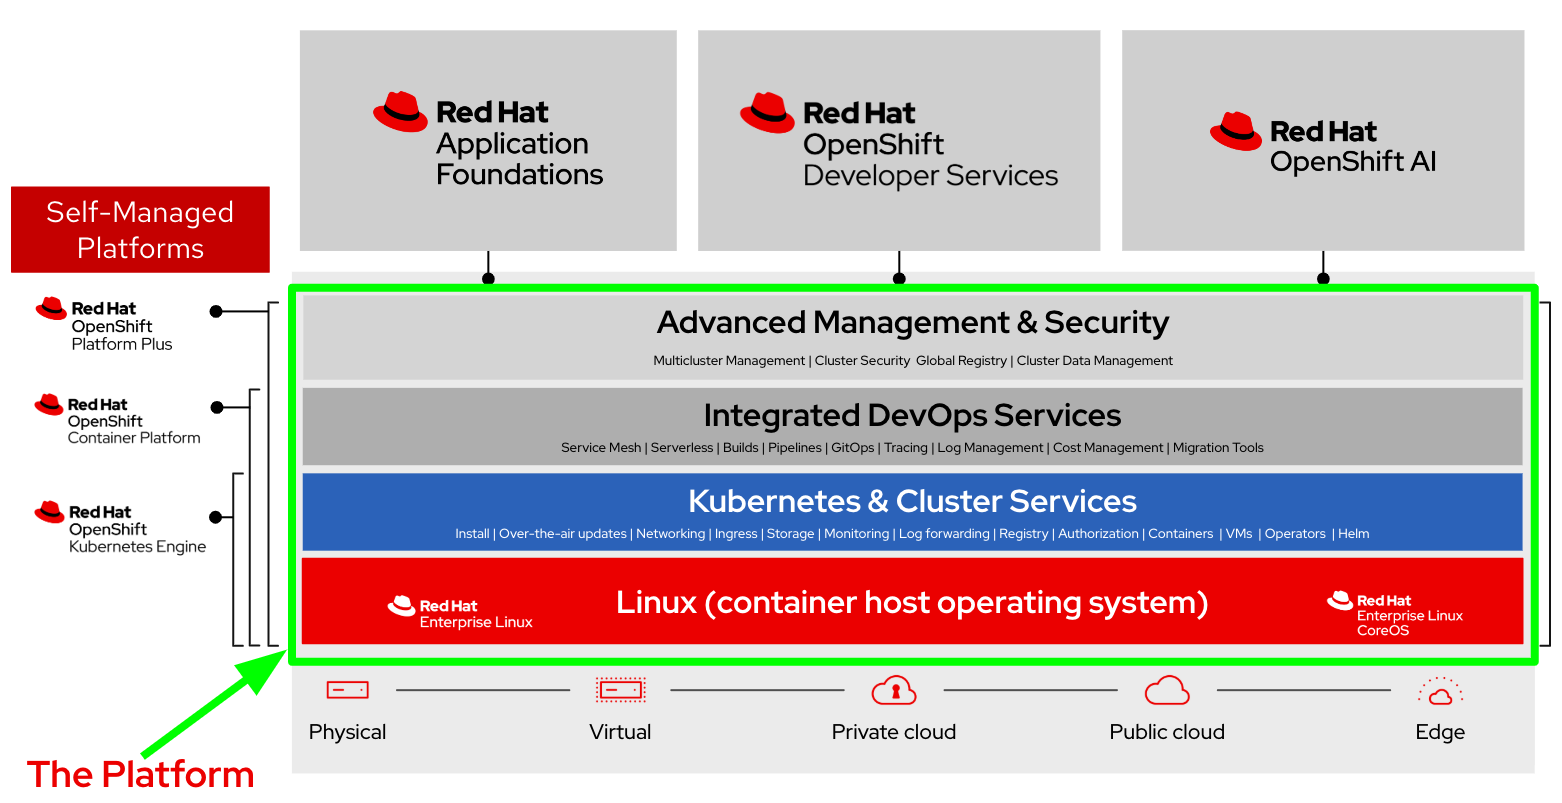 Red Hat
Application
Foundations
Red Hat
OpenShift
Developer Services
Red Hat
OpenShift AI
Self-Managed
Platforms
Red Hat
OpenShift
Platform Plus
Red Hat
OpenShift
Container Platform
Red Hat
OpenShift
Kubernetes Engine
Advanced Management & Security
Multicluster Management | Cluster Security  Global Registry | Cluster Data Management
Integrated DevOps Services
Service Mesh | Serverless | Builds | Pipelines | GitOps | Tracing | Log Management | Cost Management | Migration Tools
Kubernetes & Cluster Services
Install | Over-the-air updates | Networking | Ingress | Storage | Monitoring | Log forwarding | Registry | Authorization | Containers | VMs | Operators | Helm
Red Hat
Enterprise Linux
Linux (container host operating system)
Red Hat
Enterprise Linux
CoreOS
Physical
Virtual
Private cloud
Public cloud
Edge
The Platform